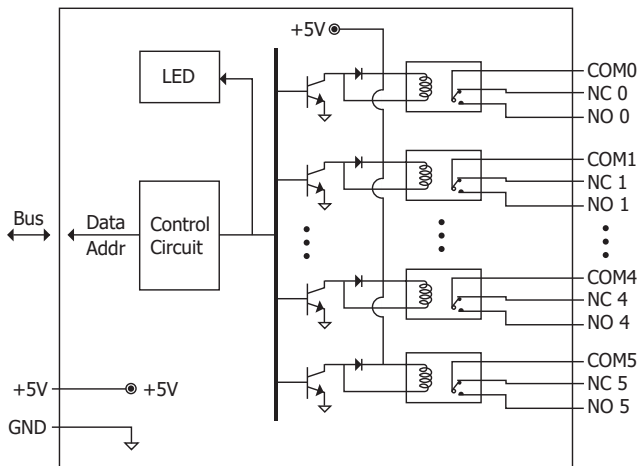 +5V
LED
COM0
NC 0
NO 0
COM1
NC 1
NO 1
Bus
Data
Addr
Control
Circuit
COM4
NC 4
NO 4
COM5
NC 5
NO 5
+5V
+5V
GND